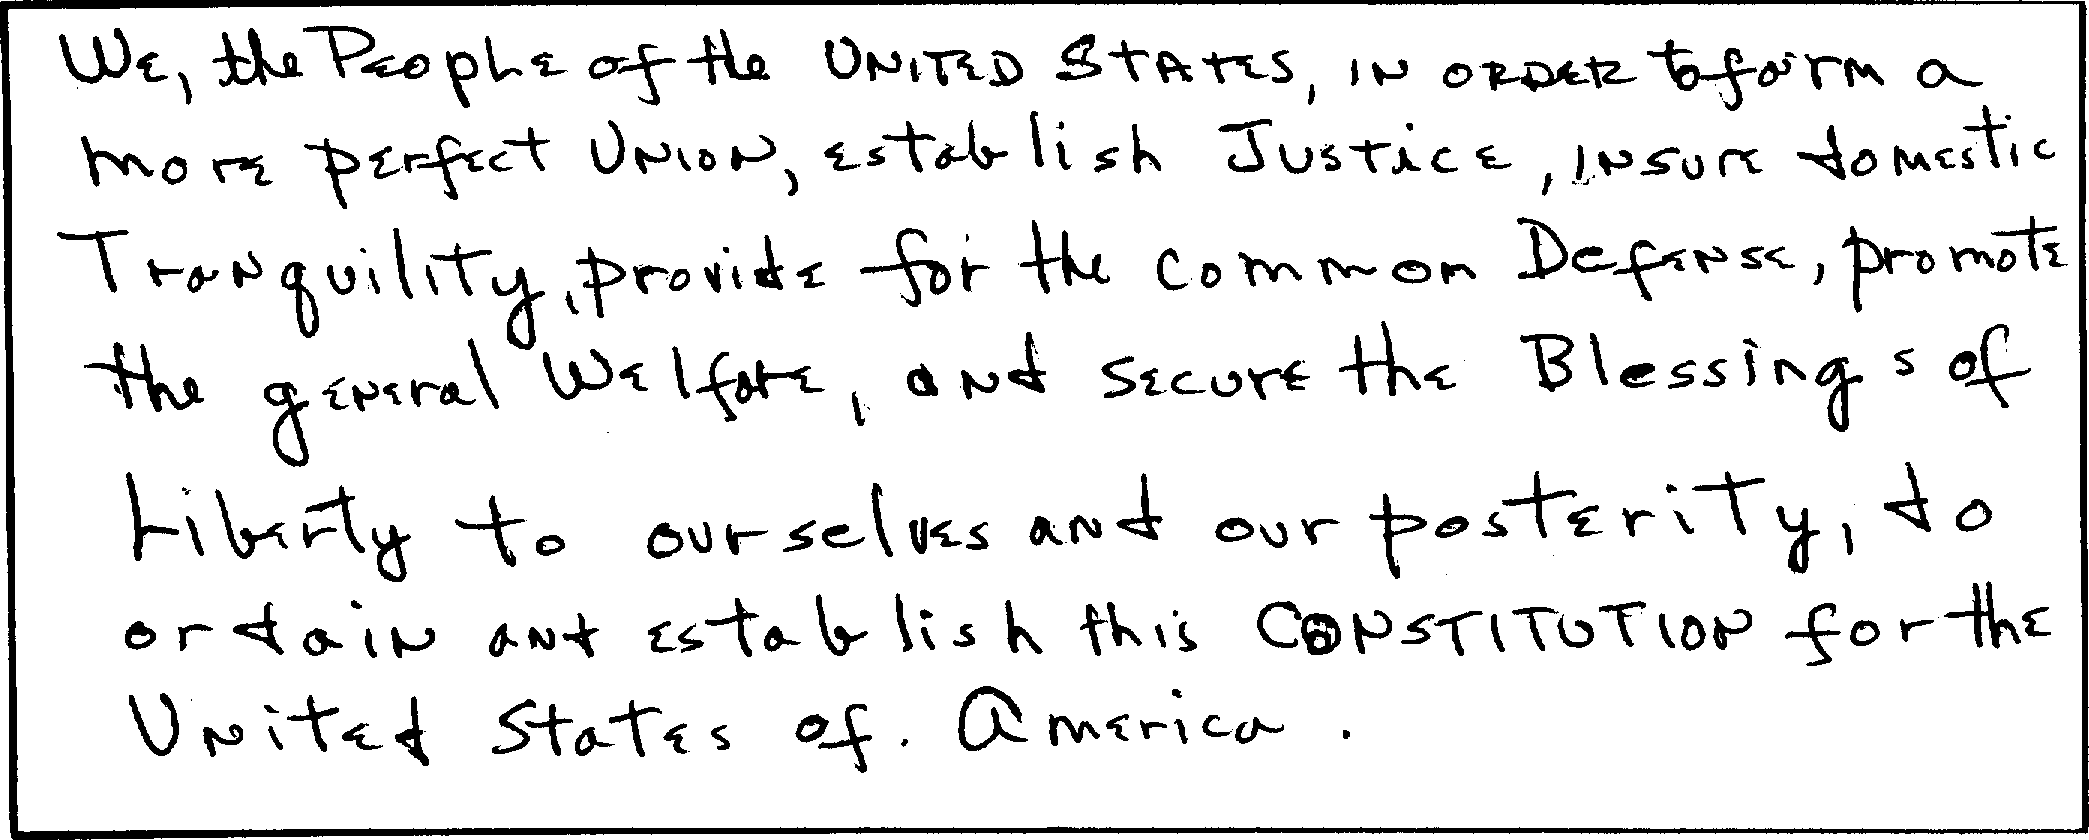 We, the People of the UNITED STATES, IN ORDER to form a
more perfect UNION, establish Justice, insure domestic
Tranquility, provide for the common Defense, promote
the general Welfare, and secure the Blessings of
Liberty to ourselves and our posterity, do
ordain and establish this CONSTITUTION for the
United States of. America.